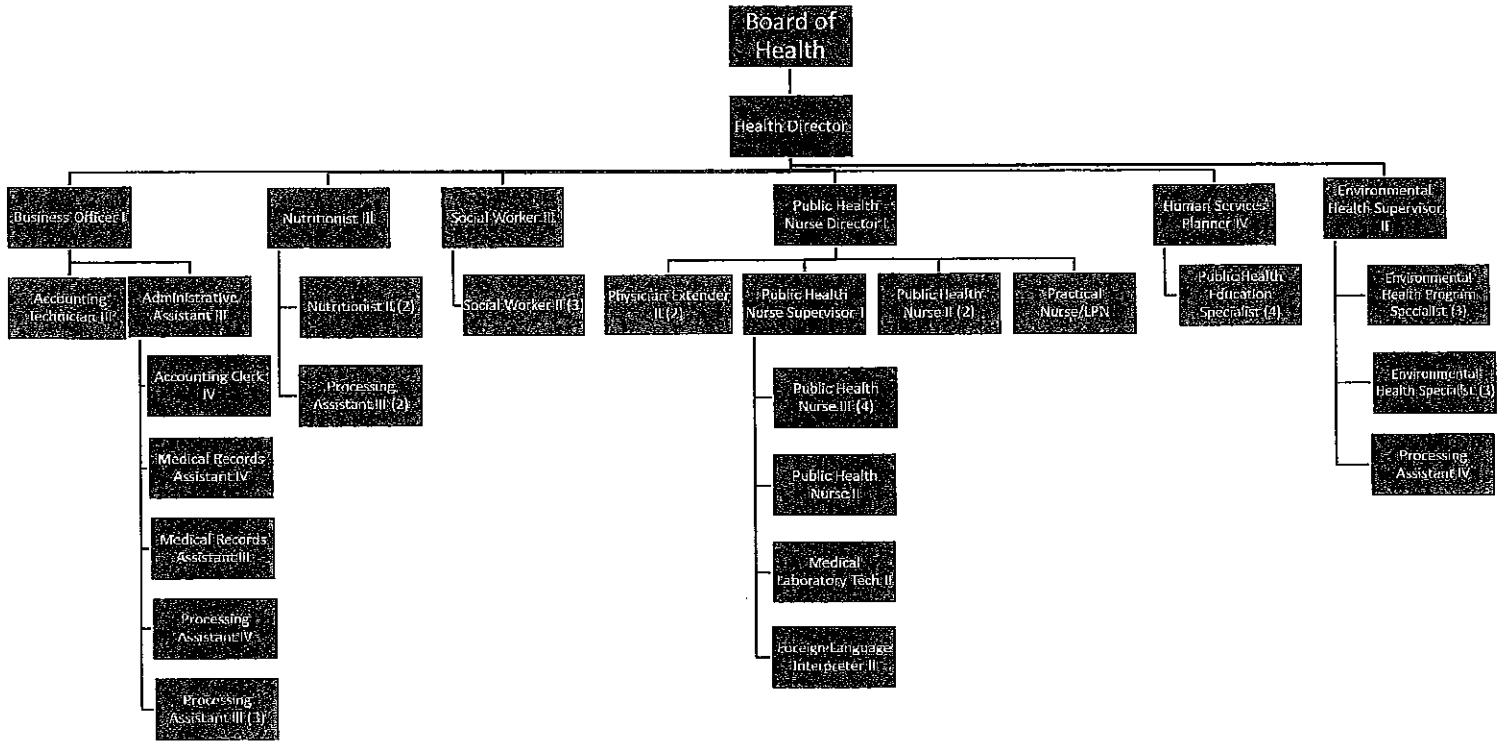 Board of
Health
Health Director
Business Officer I
Nutritionist III
Social Worker III
Public Health
Nurse Director I
Human Services
Planner IV
Environmental
Health Supervisor
II
Accounting
Technician III
Administrative
Assistant III
Nutritionist II (2)
Social Worker II (3)
Physician Extender
II (2)
Public Health
Nurse Supervisor I
Public Health
Nurse II (2)
Practical
Nurse/LPN
Public Health
Education
Specialist (4)
Environmental
Health Program
Specialist (3)
Accounting Clerk
IV
Processing
Assistant III (2)
Public Health
Nurse III (4)
Environmental
Health Specialist (3)
Medical Records
Assistant IV
Public Health
Nurse II
Processing
Assistant IV
Medical Records
Assistant III
Medical
Laboratory Tech II
Processing
Assistant IV
Foreign Language
Interpreter II
Processing
Assistant III (3)